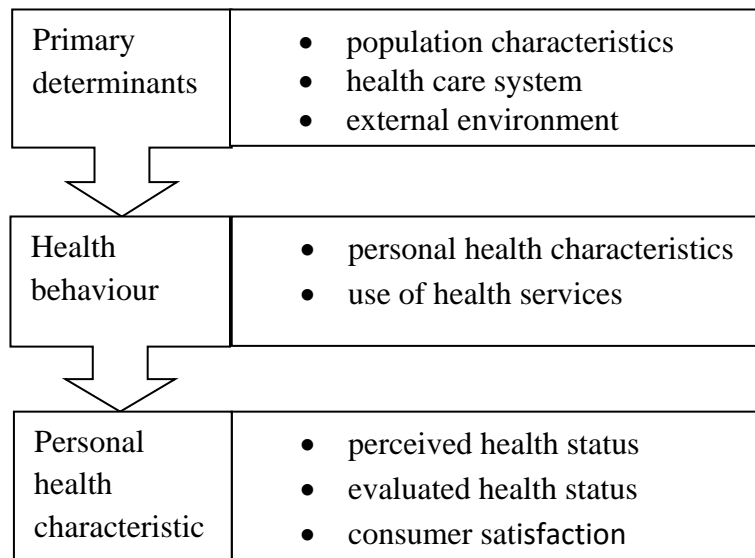 Primary
determinants
• population characteristics
• health care system
• external environment
Health
behaviour
• personal health characteristics
• use of health services
Personal
health
characteristic
• perceived health status
• evaluated health status
• consumer satisfaction